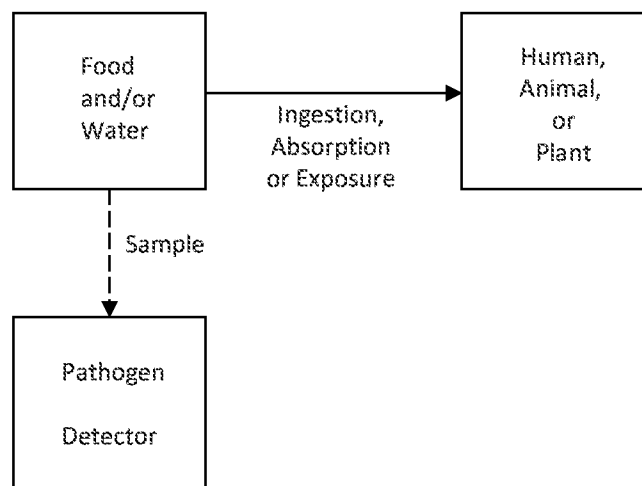 Food
and/or
Water
Ingestion,
Absorption
or Exposure
Human,
Animal,
or
Plant
Sample
Pathogen
Detector